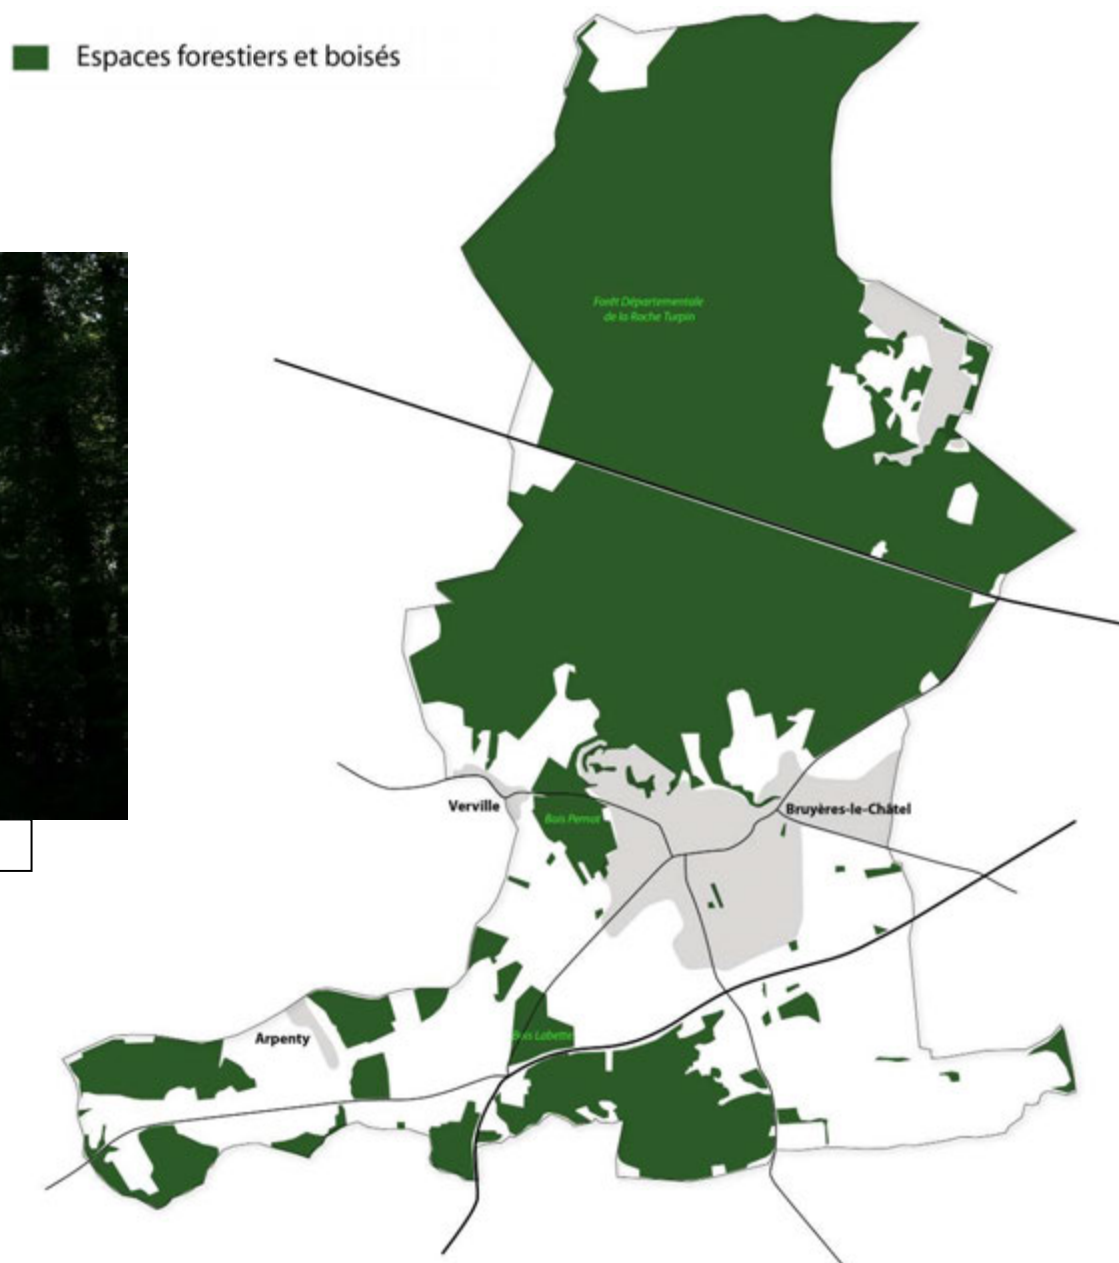 Espaces forestiers et boisés
Forêt Départementale
de la Roche Turpin
Verville
Bruyères-le-Châtel
Bois Pernot
Arpenty
Bois Labette